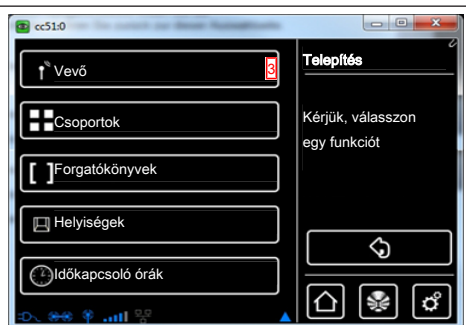 cc51:0
Vevő
3
Csoportok
Forgatókönyvek
Helyiségek
Időkapcsoló órák
Telepítés
Kérjük, válasszon
egy funkciót